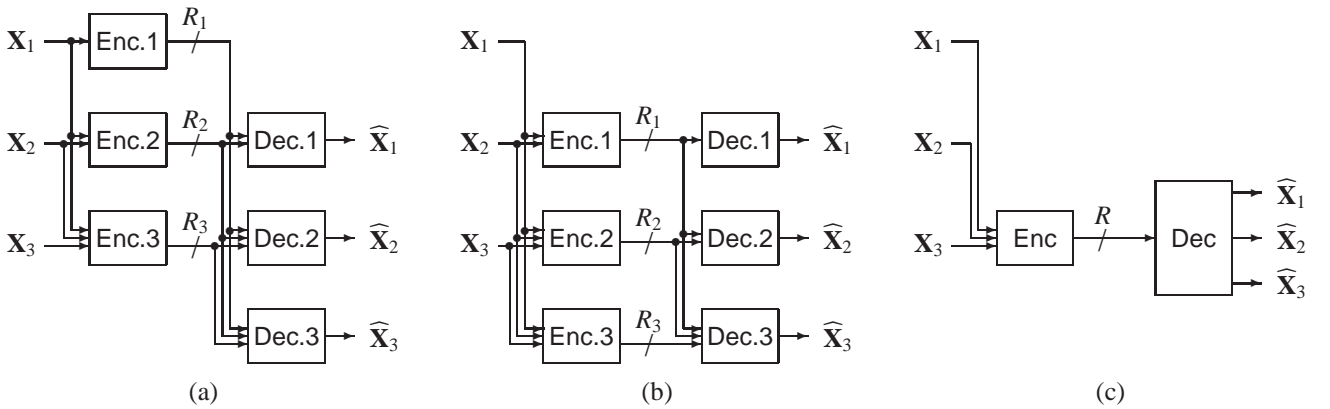 X₁ Enc.1 R₁
X₂ Enc.2 R₂ Dec.1 X̂₁
X₃ Enc.3 R₃ Dec.2 X̂₂
Dec.3 X̂₃
(a)
X₁
X₂ Enc.1 R₁ Dec.1 X̂₁
X₃ Enc.2 R₂ Dec.2 X̂₂
Enc.3 R₃ Dec.3 X̂₃
(b)
X₁
X₂
X₃ Enc R Dec X̂₁
X̂₂
X̂₃
(c)